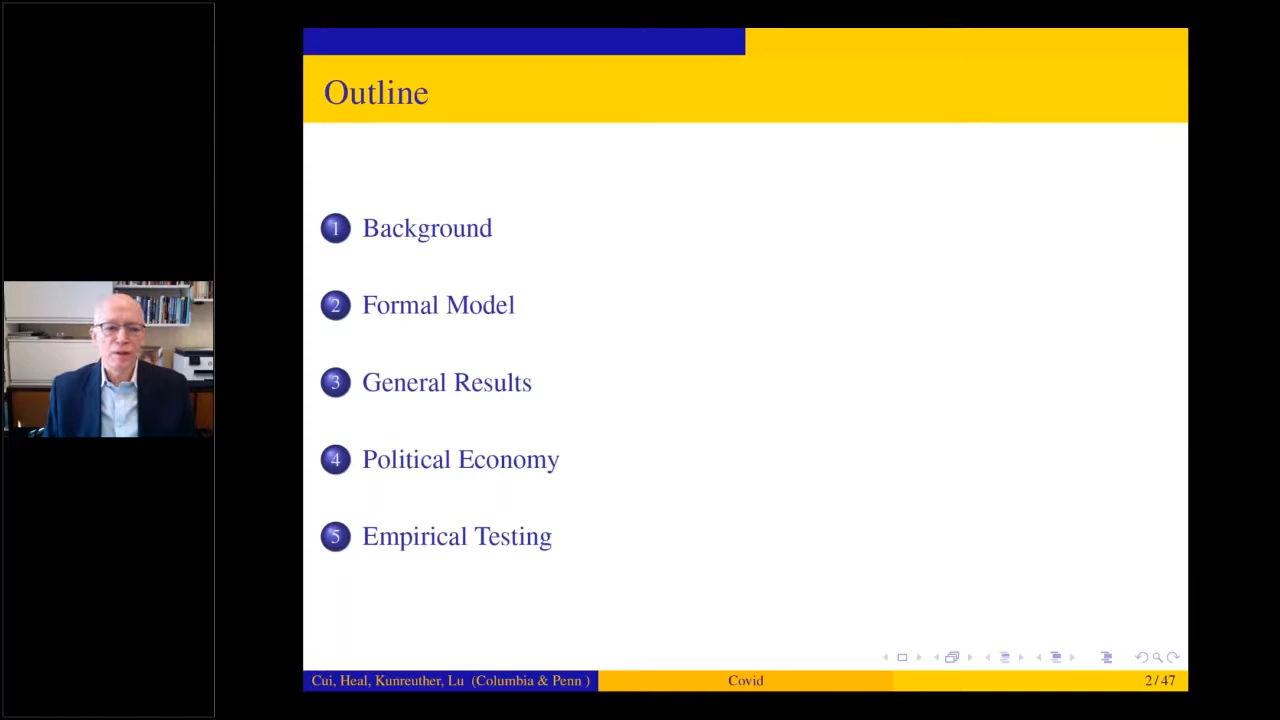 Outline
1 Background
2 Formal Model
3 General Results
4 Political Economy
5 Empirical Testing
Cui, Heal, Kunreuther, Lu (Columbia & Penn ) Covid 2 / 47